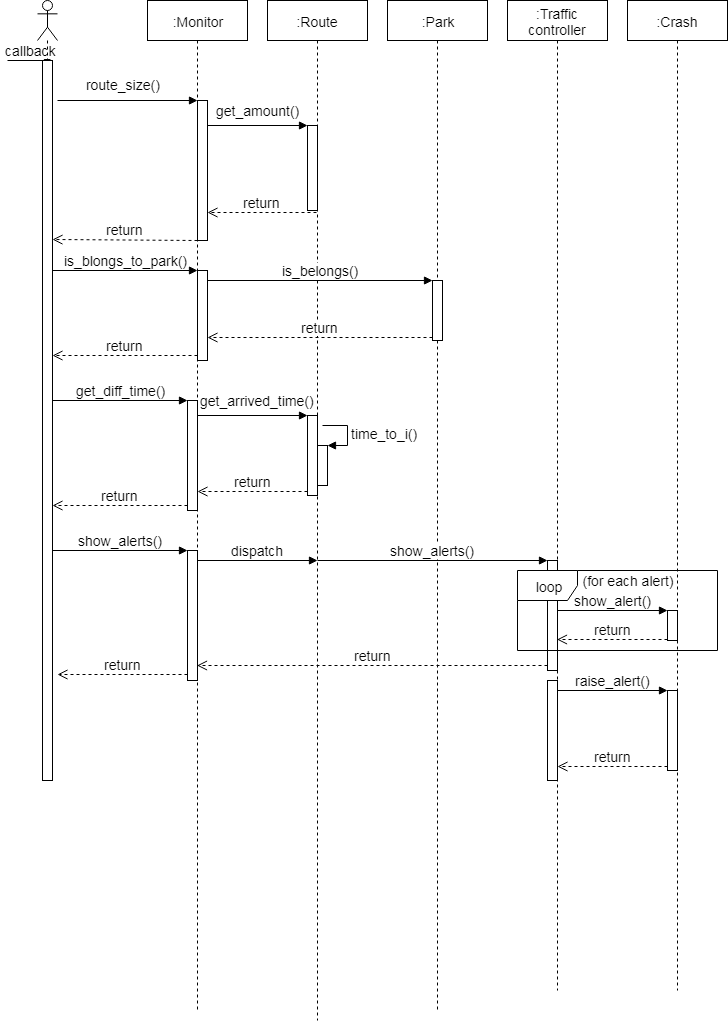 :Monitor
:Route
:Park
:Traffic
controller
:Crash
callback
route_size()
get_amount()
return
return
is_blongs_to_park()
is_belongs()
return
return
get_diff_time()
get_arrived_time()
time_to_i()
return
return
show_alerts()
dispatch
show_alerts()
loop
(for each alert)
show_alert()
return
return
return
raise_alert()
return